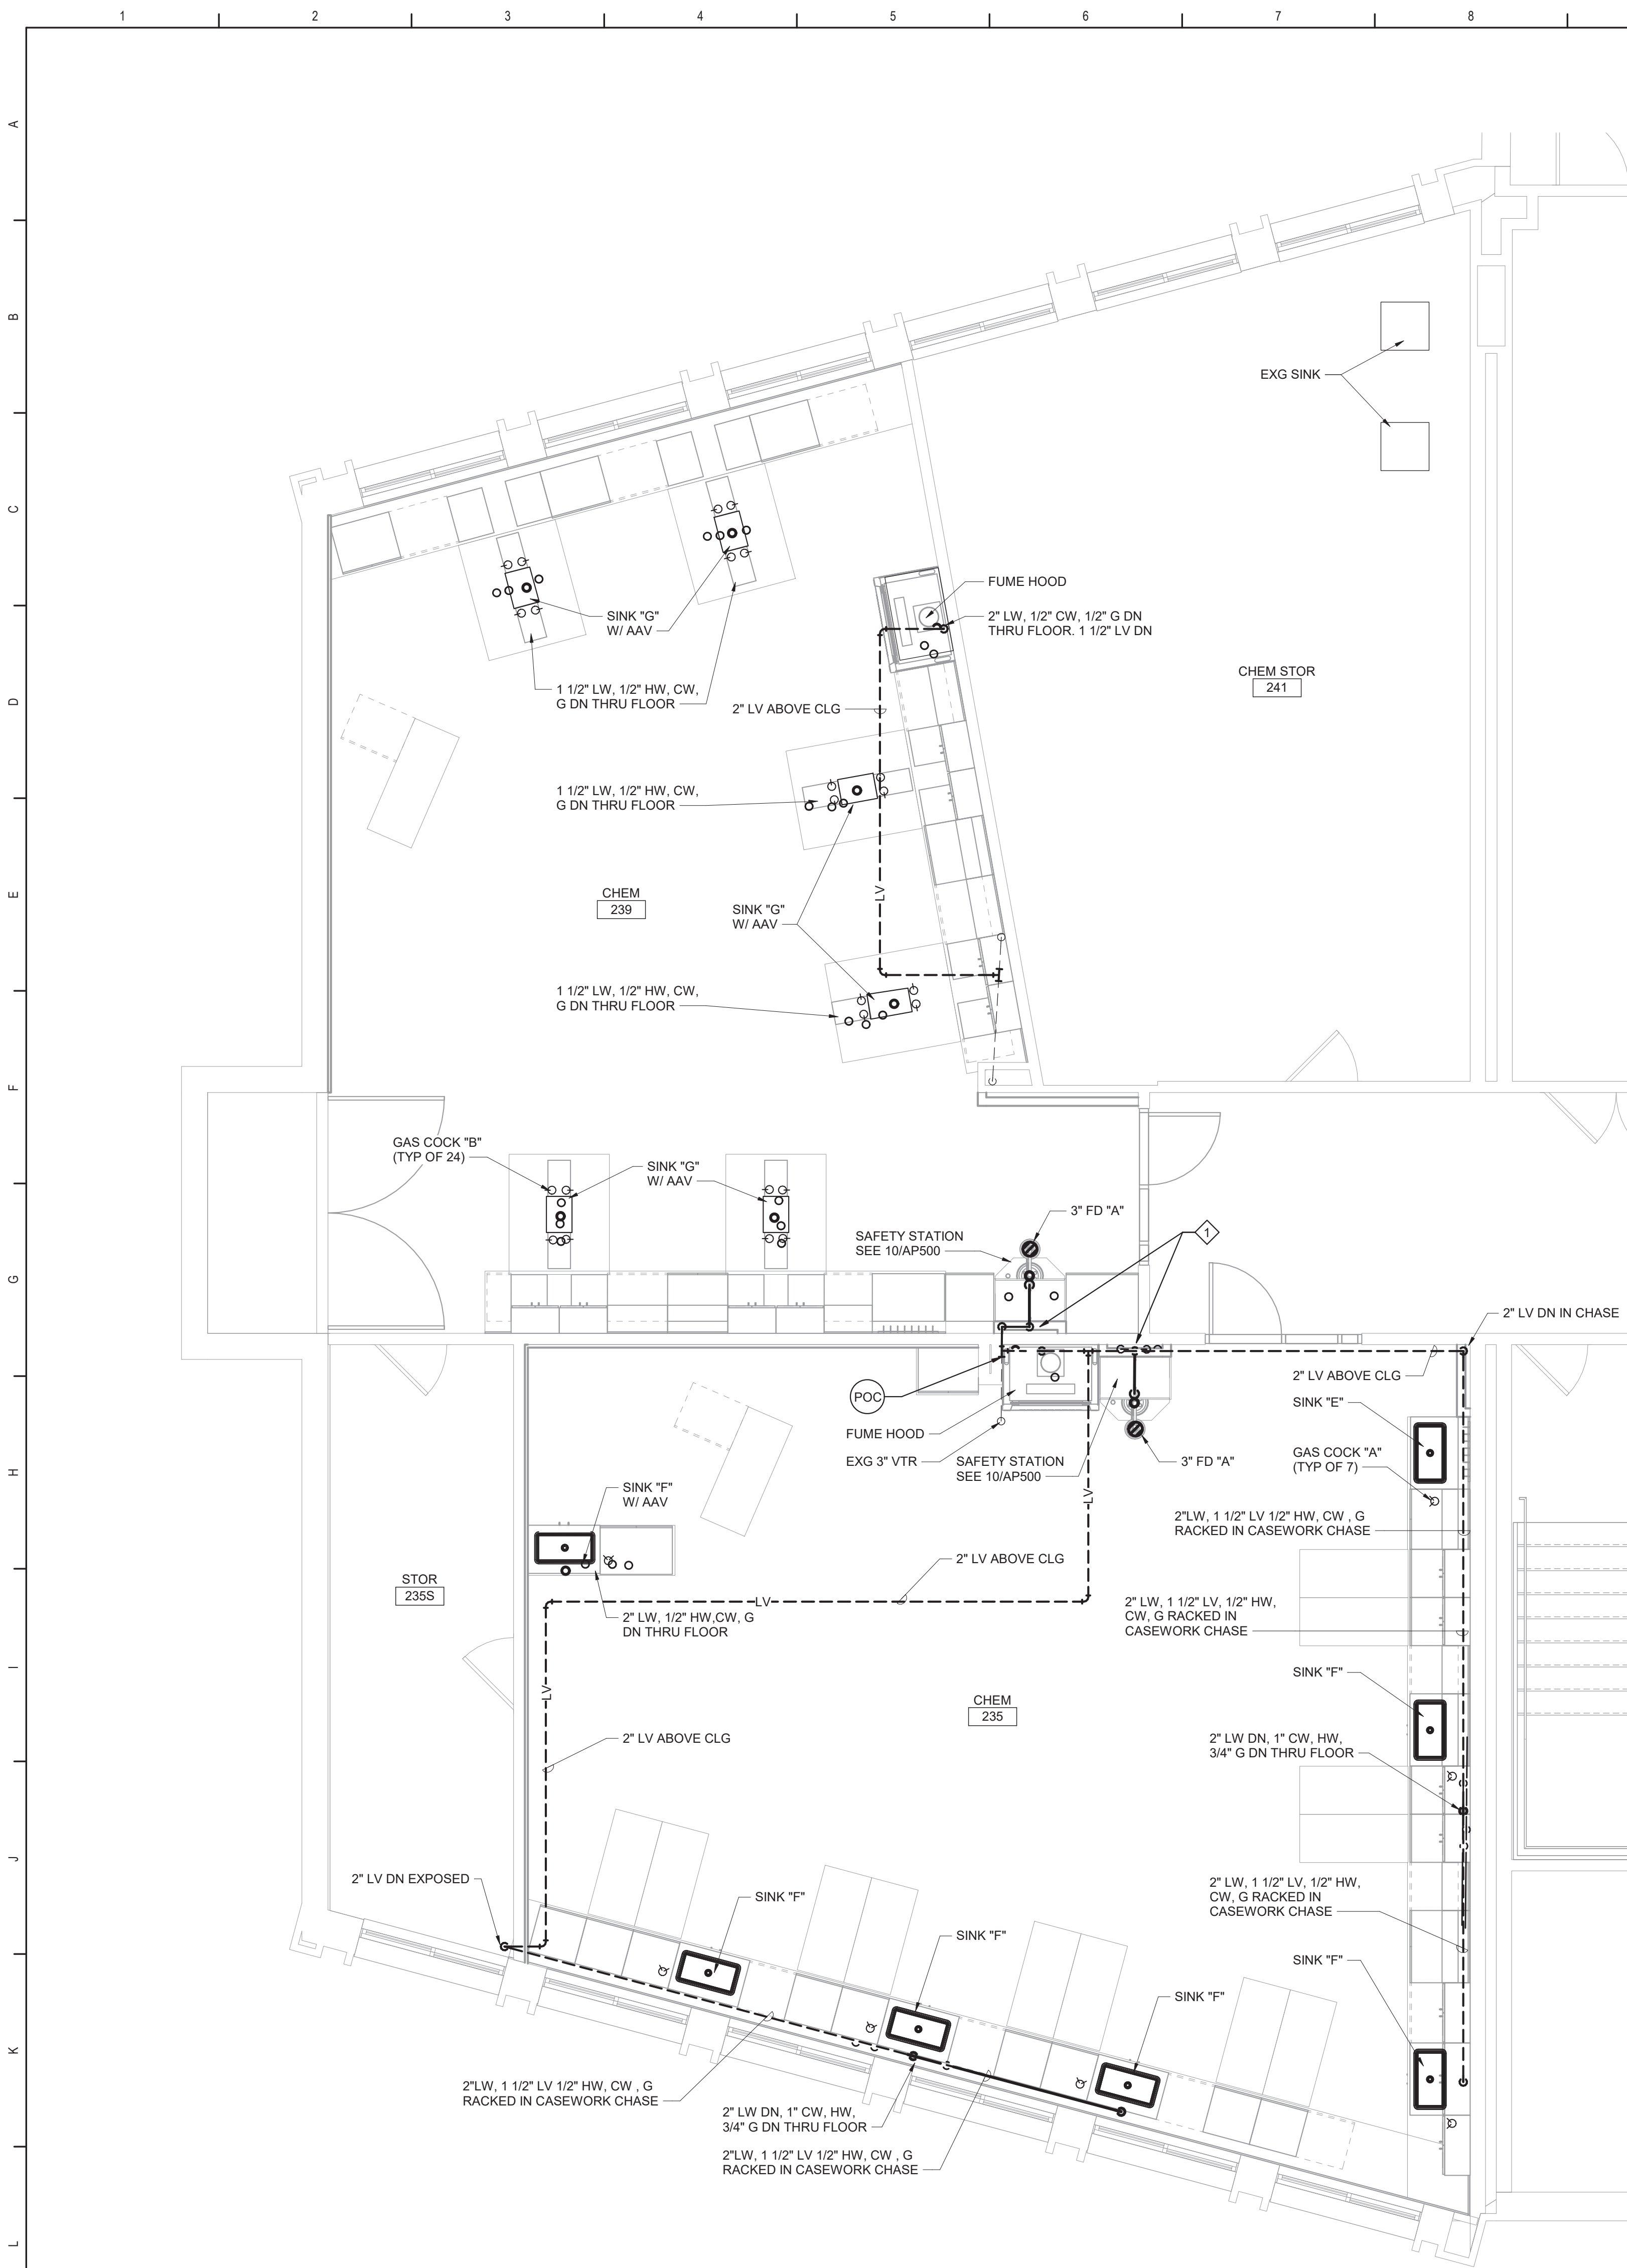 1 2 3 4 5 6 7 8
A
B
C
D
E
F
G
H
I
J
K
L
EXG SINK
FUME HOOD
2" LW, 1/2" CW, 1/2" G DN
THRU FLOOR. 1 1/2" LV DN
SINK "G"
W/ AAV
CHEM STOR
241
1 1/2" LW, 1/2" HW, CW,
G DN THRU FLOOR
2" LV ABOVE CLG
1 1/2" LW, 1/2" HW, CW,
G DN THRU FLOOR
LV
CHEM
239
SINK "G"
W/ AAV
1 1/2" LW, 1/2" HW, CW,
G DN THRU FLOOR
GAS COCK "B"
(TYP OF 24)
SINK "G"
W/ AAV
3" FD "A"
SAFETY STATION
SEE 10/AP500
1
2" LV DN IN CHASE
2" LV ABOVE CLG
POC
SINK "E"
FUME HOOD
EXG 3" VTR
SAFETY STATION
SEE 10/AP500
3" FD "A"
GAS COCK "A"
(TYP OF 7)
SINK "F"
W/ AAV
LV
2"LW, 1 1/2" LV 1/2" HW, CW , G
RACKED IN CASEWORK CHASE
2" LV ABOVE CLG
STOR
235S
LV
2" LW, 1/2" HW,CW, G
DN THRU FLOOR
2" LW, 1 1/2" LV, 1/2" HW,
CW, G RACKED IN
CASEWORK CHASE
LV
SINK "F"
CHEM
235
2" LV ABOVE CLG
2" LW DN, 1" CW, HW,
3/4" G DN THRU FLOOR
2" LV DN EXPOSED
SINK "F"
2" LW, 1 1/2" LV, 1/2" HW,
CW, G RACKED IN
CASEWORK CHASE
SINK "F"
SINK "F"
SINK "F"
2"LW, 1 1/2" LV 1/2" HW, CW , G
RACKED IN CASEWORK CHASE
2" LW DN, 1" CW, HW,
3/4" G DN THRU FLOOR
2"LW, 1 1/2" LV 1/2" HW, CW , G
RACKED IN CASEWORK CHASE